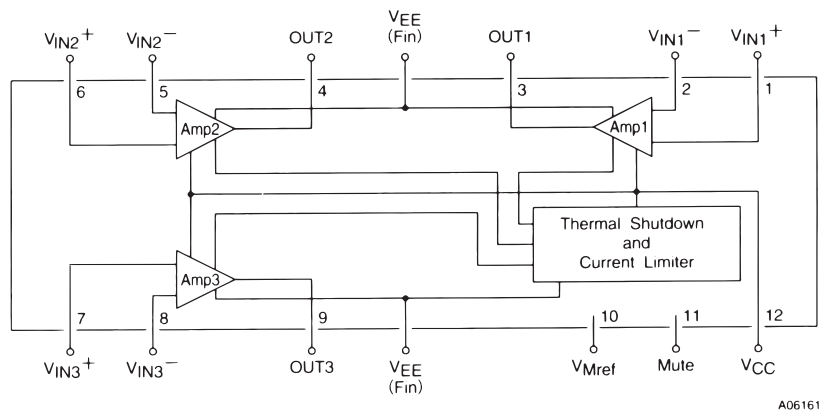 VIN2+ VIN2− OUT2 VEE (Fin) OUT1 VIN1− VIN1+
6 5 4 3 2 1
Amp2 Amp1
Thermal Shutdown
and
Current Limiter
Amp3
7 8 9 10 11 12
VIN3+ VIN3− OUT3 VEE (Fin) VMref Mute VCC
A06161